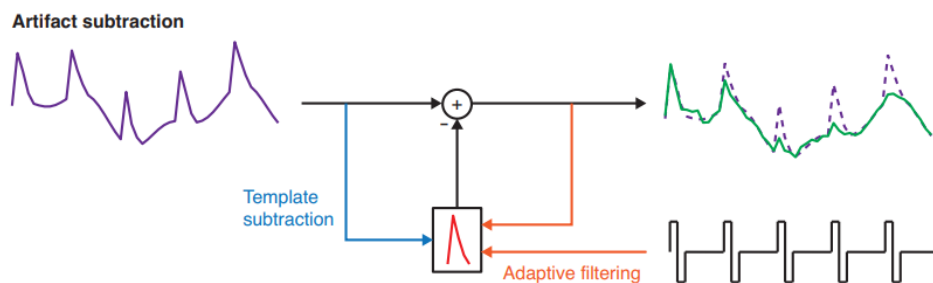 Artifact subtraction
+
−
Template
subtraction
Adaptive filtering